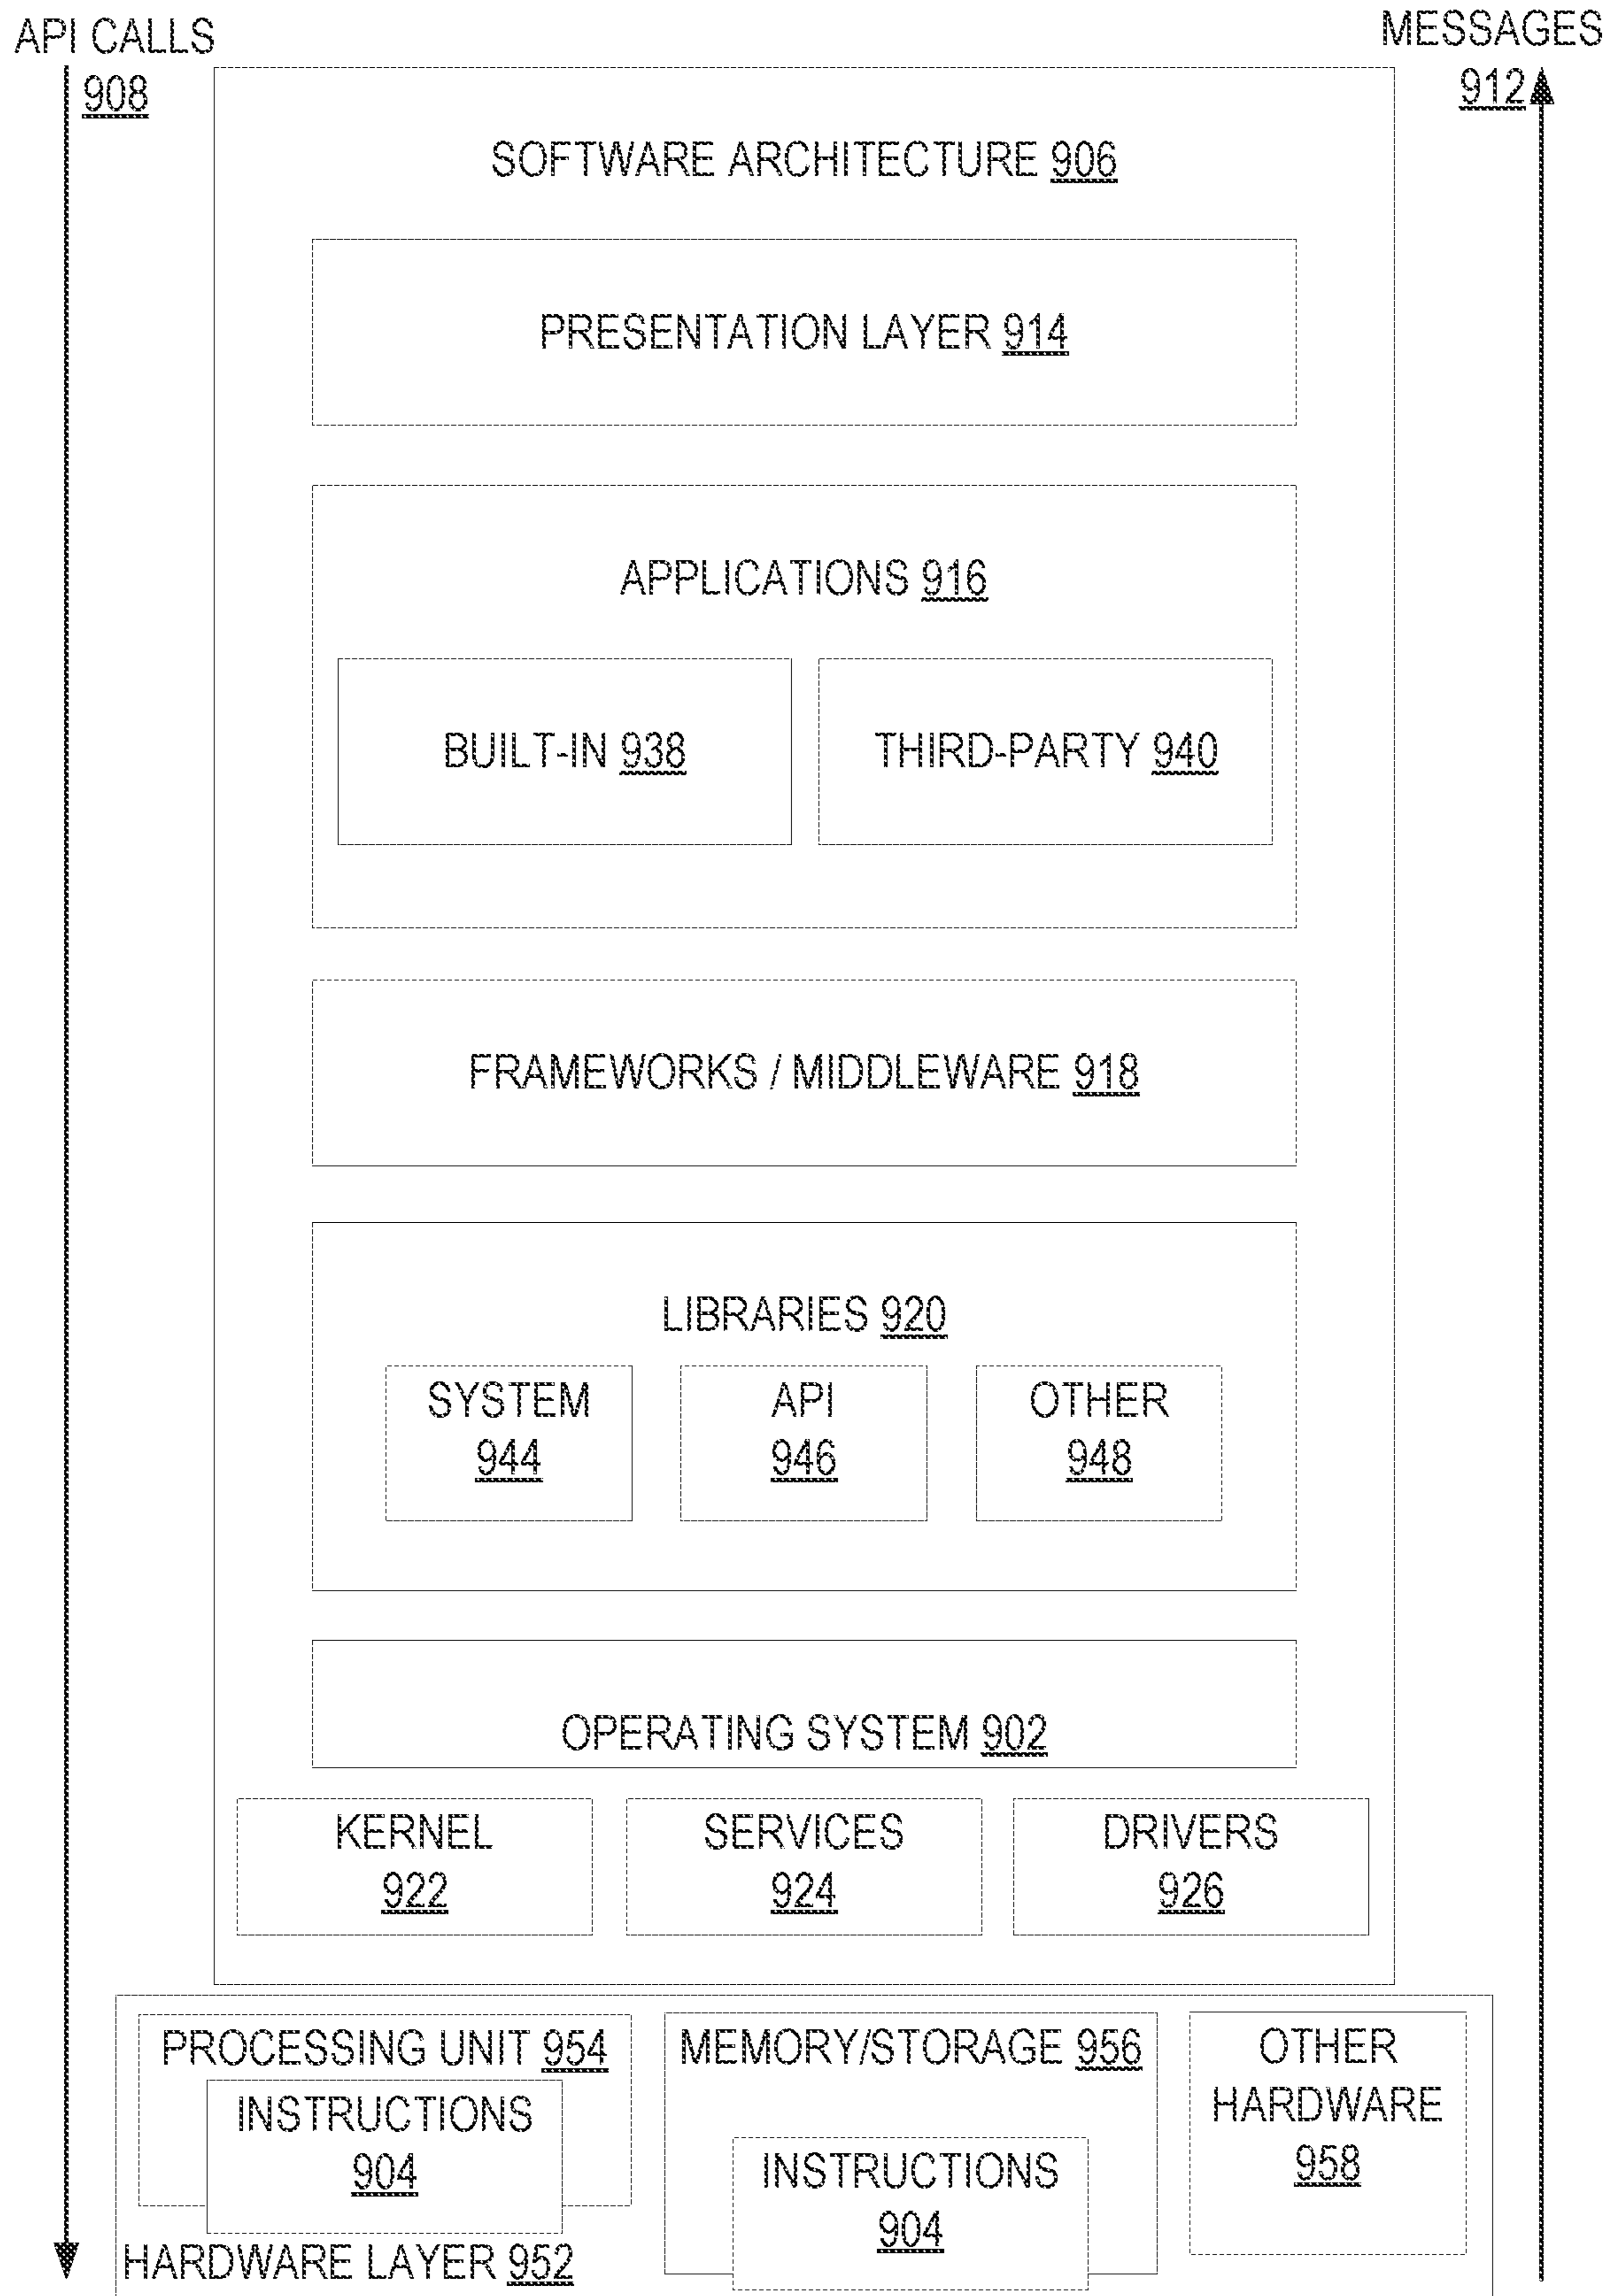 API CALLS
908
MESSAGES
912
SOFTWARE ARCHITECTURE 906
PRESENTATION LAYER 914
APPLICATIONS 916
BUILT-IN 938
THIRD-PARTY 940
FRAMEWORKS / MIDDLEWARE 918
LIBRARIES 920
SYSTEM
944
API
946
OTHER
948
OPERATING SYSTEM 902
KERNEL
922
SERVICES
924
DRIVERS
926
PROCESSING UNIT 954
INSTRUCTIONS
904
MEMORY/STORAGE 956
INSTRUCTIONS
904
OTHER
HARDWARE
958
HARDWARE LAYER 952